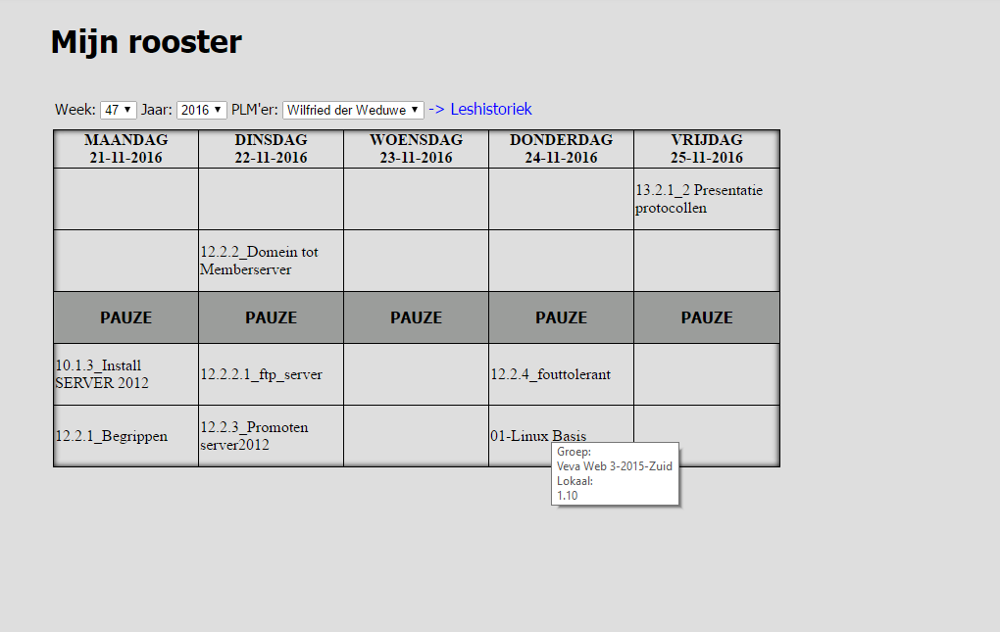 Mijn rooster
Week: 47 Jaar: 2016 PLM'er: Wilfried der Weduwe -> Leshistoriek
MAANDAG DINSDAG WOENSDAG DONDERDAG VRIJDAG
21-11-2016 22-11-2016 23-11-2016 24-11-2016 25-11-2016
13.2.1_2 Presentatie
protocollen
12.2.2_Domein tot
Memberserver
PAUZE PAUZE PAUZE PAUZE PAUZE
10.1.3_Install
SERVER 2012
12.2.2.1_ftp_server
12.2.4_fouttolerant
12.2.1_Begrippen
12.2.3_Promoten
server2012
01-Linux Basis
Groep:
Veva Web 3-2015-Zuid
Lokaal:
1.10